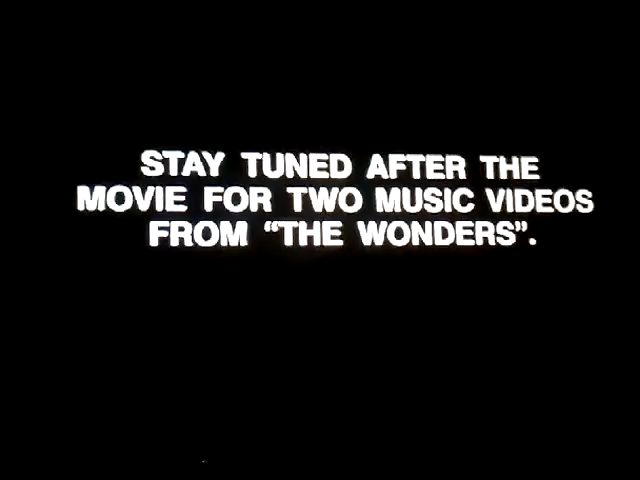 STAY TUNED AFTER THE
MOVIE FOR TWO MUSIC VIDEOS
FROM “THE WONDERS”.